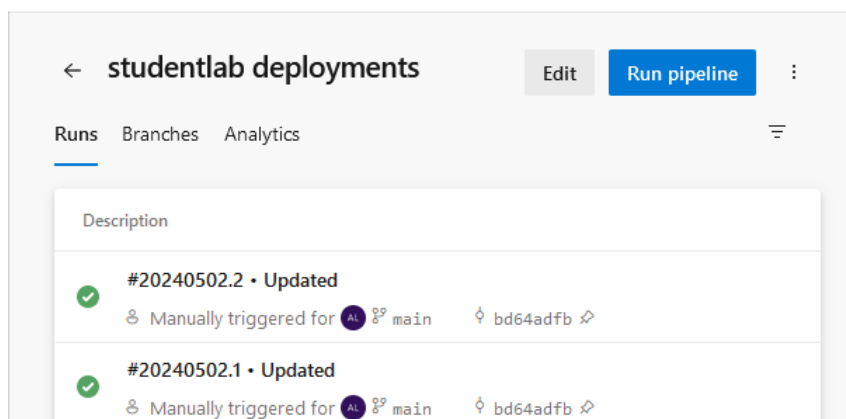 studentlab deployments Edit Run pipeline
Runs Branches Analytics
Description
#20240502.2 • Updated
Manually triggered for AL main bd64adfb
#20240502.1 • Updated
Manually triggered for AL main bd64adfb